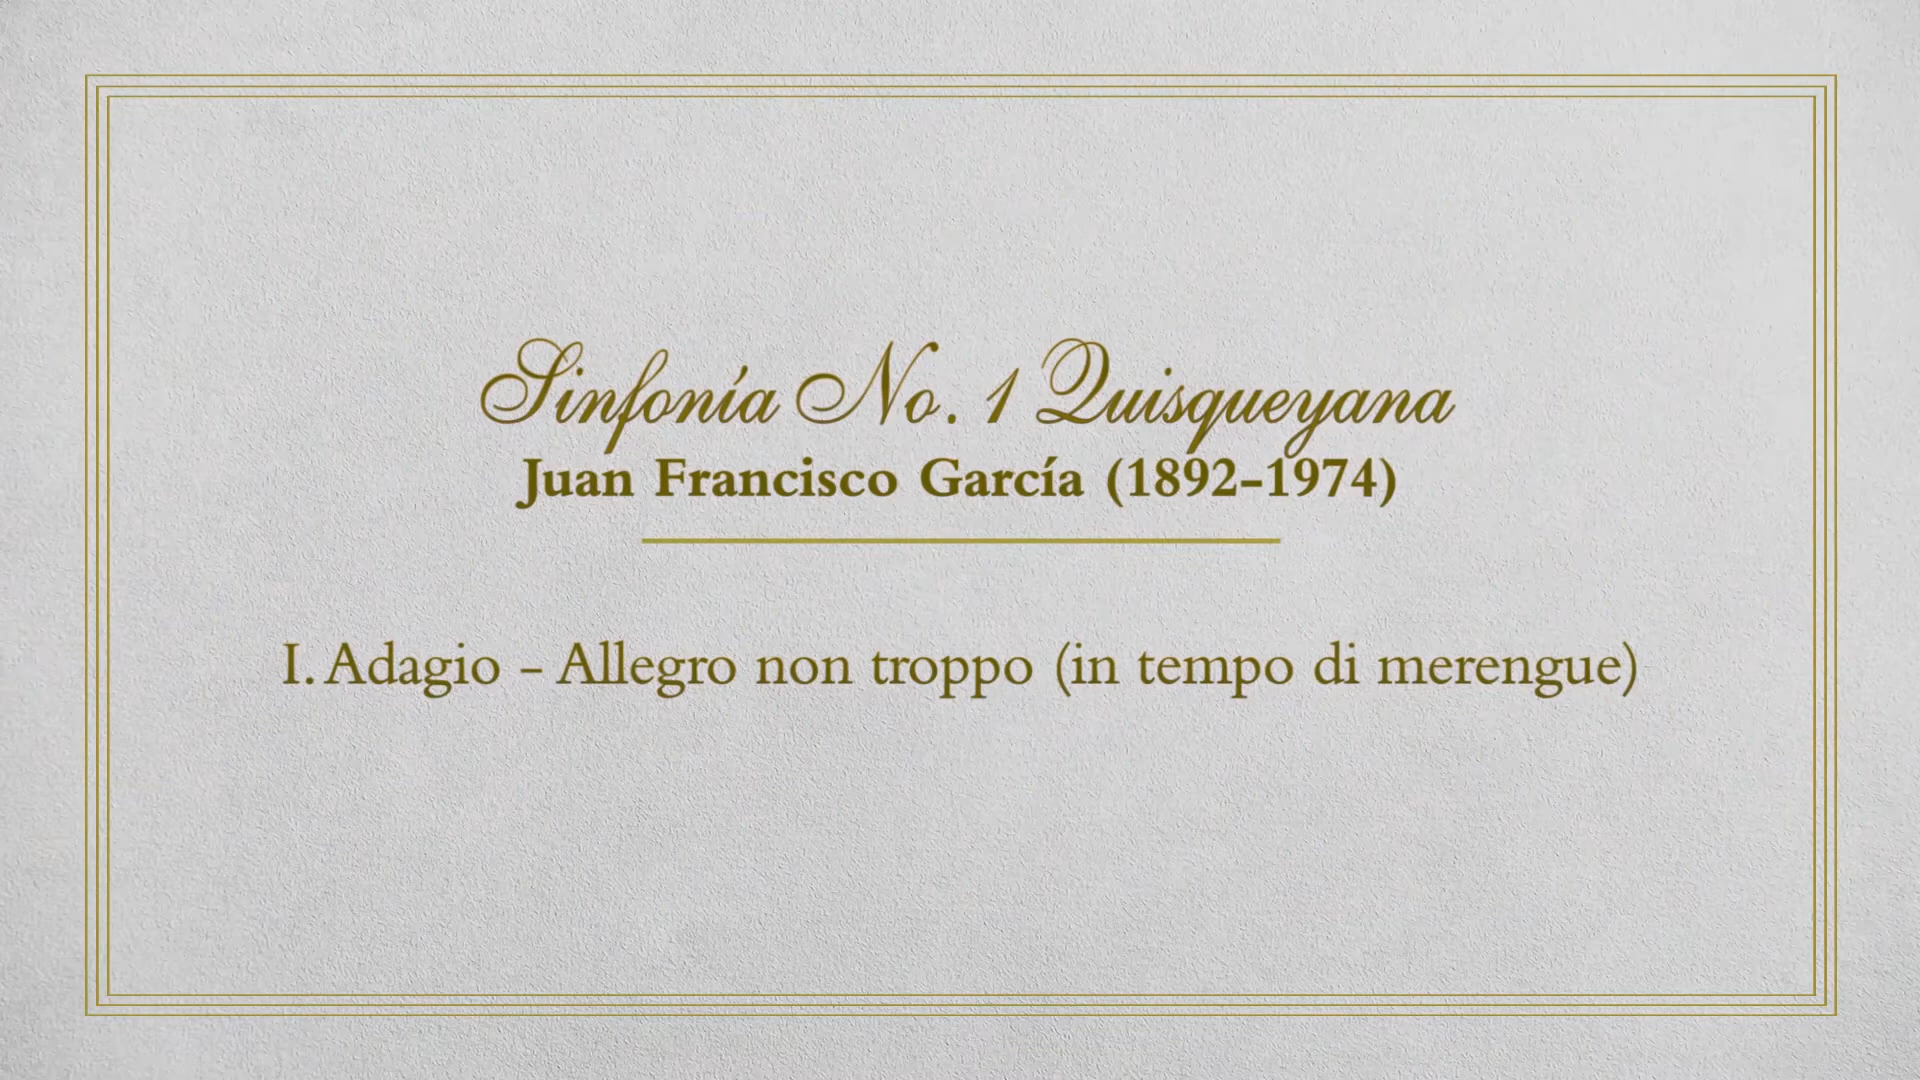 Sinfonía No. 1 Quisqueyana
Juan Francisco García (1892-1974)
I. Adagio - Allegro non troppo (in tempo di merengue)